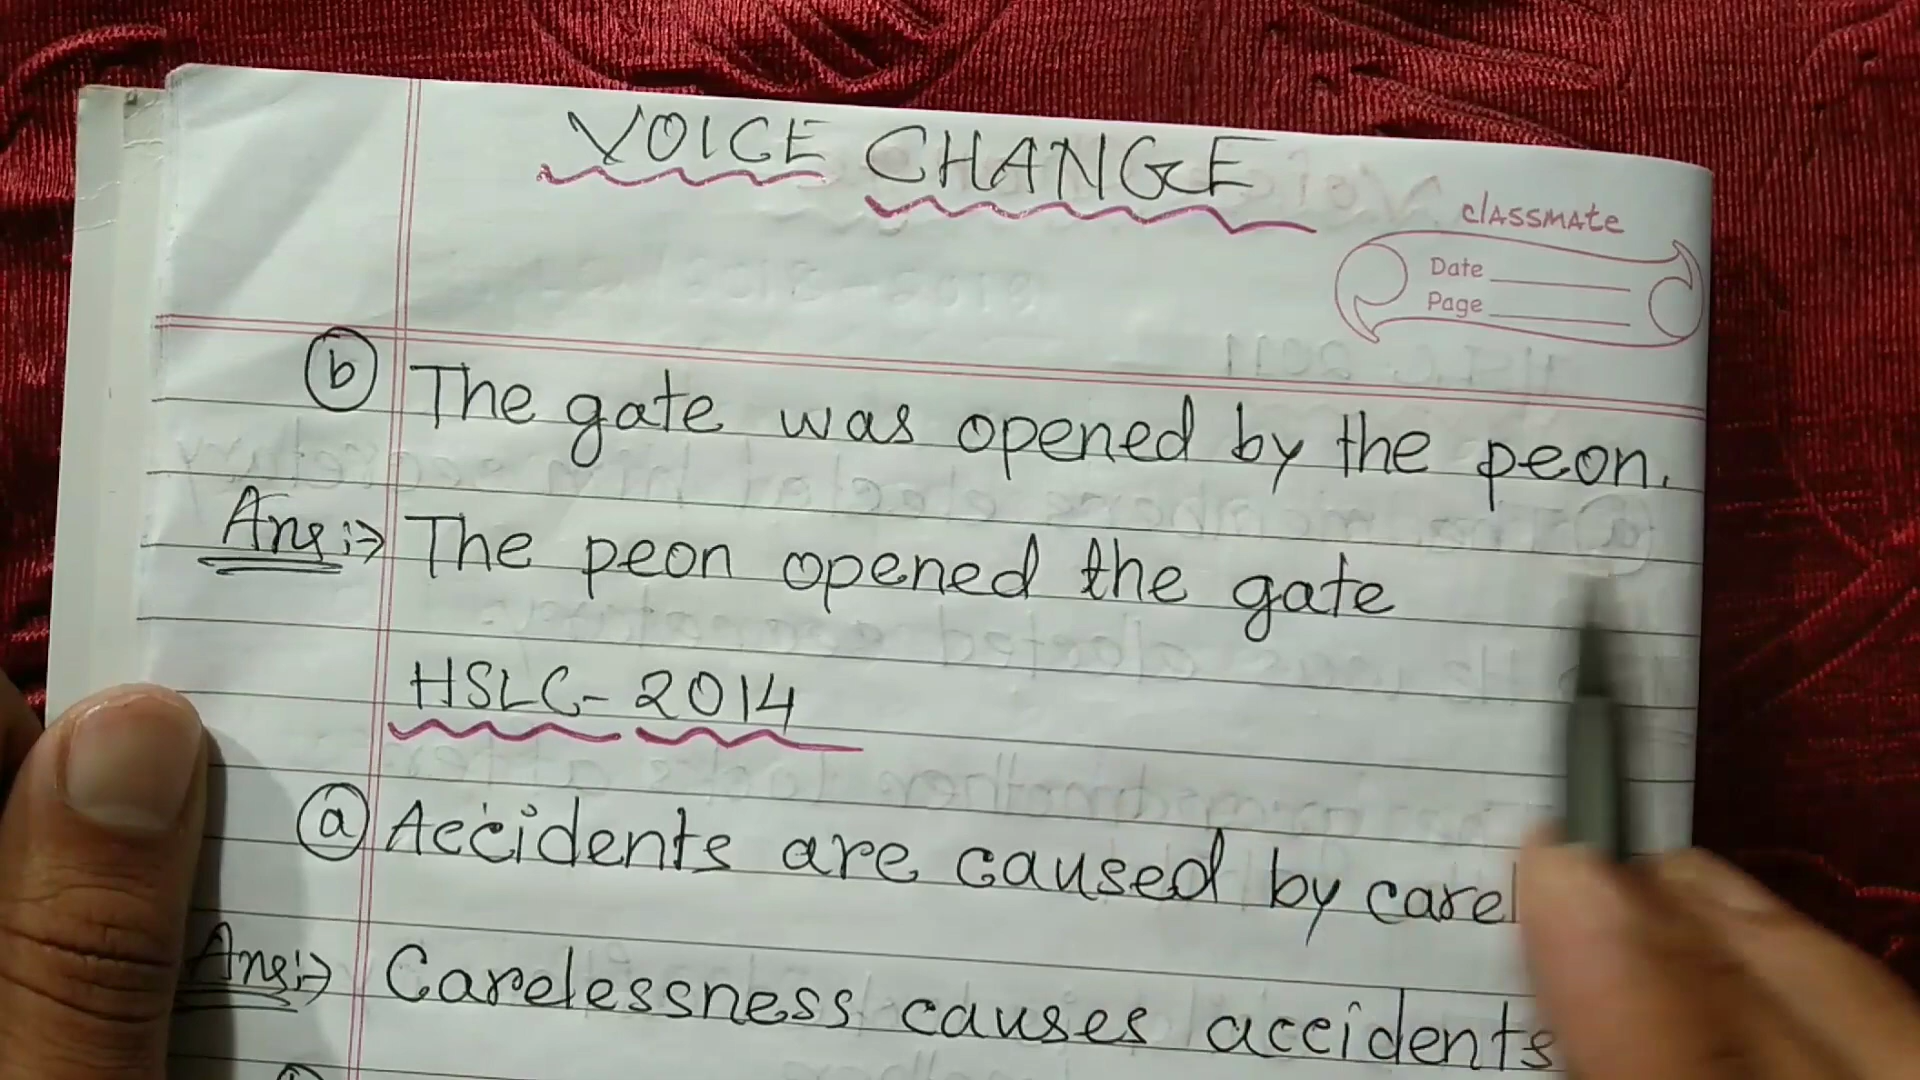 VOICE CHANGE
classmate
Date
Page
b The gate was opened by the peon.
Ans:→ The peon opened the gate
HSLC-2014
a Accidents are caused by carel
Ans:→ Carelessness causes accidents